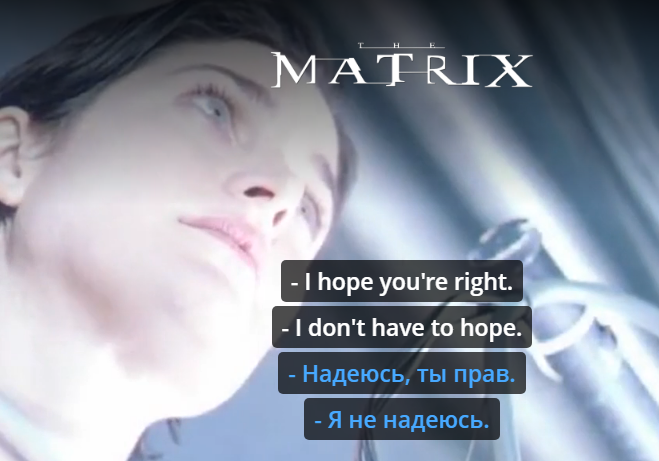 THE
MATRIX
- I hope you're right.
- I don't have to hope.
- Надеюсь, ты прав.
- Я не надеюсь.